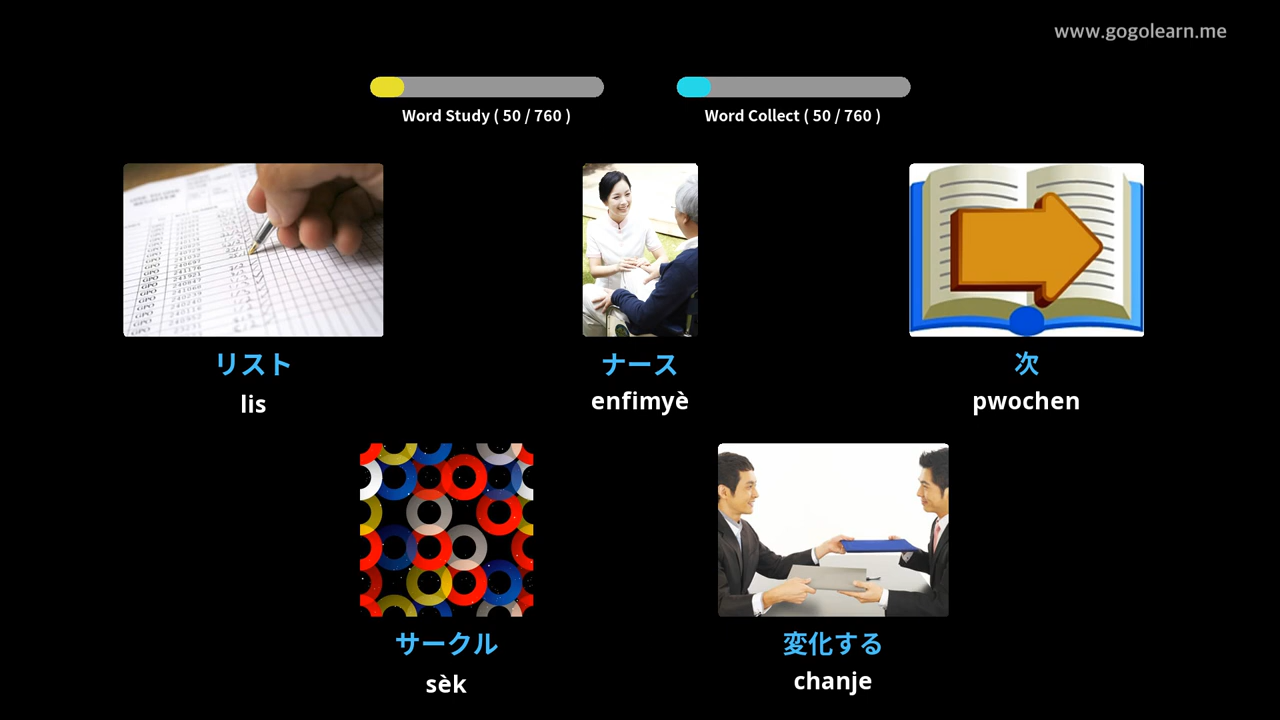 www.gogolearn.me
Word Study ( 50 / 760 )
Word Collect ( 50 / 760 )
リスト
lis
ナース
enfimyè
次
pwochen
サークル
sèk
変化する
chanje